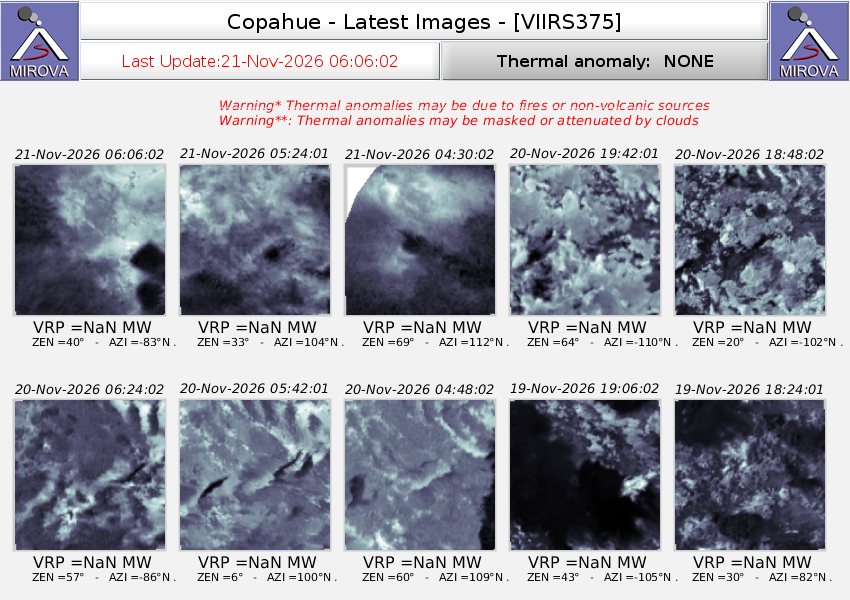 Copahue - Latest Images - [VIIRS375]
MIROVA
Last Update:21-Nov-2026 06:06:02
Thermal anomaly: NONE
MIROVA
Warning* Thermal anomalies may be due to fires or non-volcanic sources
Warning**: Thermal anomalies may be masked or attenuated by clouds
21-Nov-2026 06:06:02 21-Nov-2026 05:24:01 21-Nov-2026 04:30:02 20-Nov-2026 19:42:01 20-Nov-2026 18:48:02
VRP =NaN MW VRP =NaN MW VRP =NaN MW VRP =NaN MW VRP =NaN MW
ZEN =40° - AZI =-83°N . ZEN =33° - AZI =104°N . ZEN =69° - AZI =112°N . ZEN =64° - AZI =-110°N . ZEN =20° - AZI =-102°N .
20-Nov-2026 06:24:02 20-Nov-2026 05:42:01 20-Nov-2026 04:48:02 19-Nov-2026 19:06:02 19-Nov-2026 18:24:01
VRP =NaN MW VRP =NaN MW VRP =NaN MW VRP =NaN MW VRP =NaN MW
ZEN =57° - AZI =-86°N . ZEN =6° - AZI =100°N . ZEN =60° - AZI =109°N . ZEN =43° - AZI =-105°N . ZEN =30° - AZI =82°N .